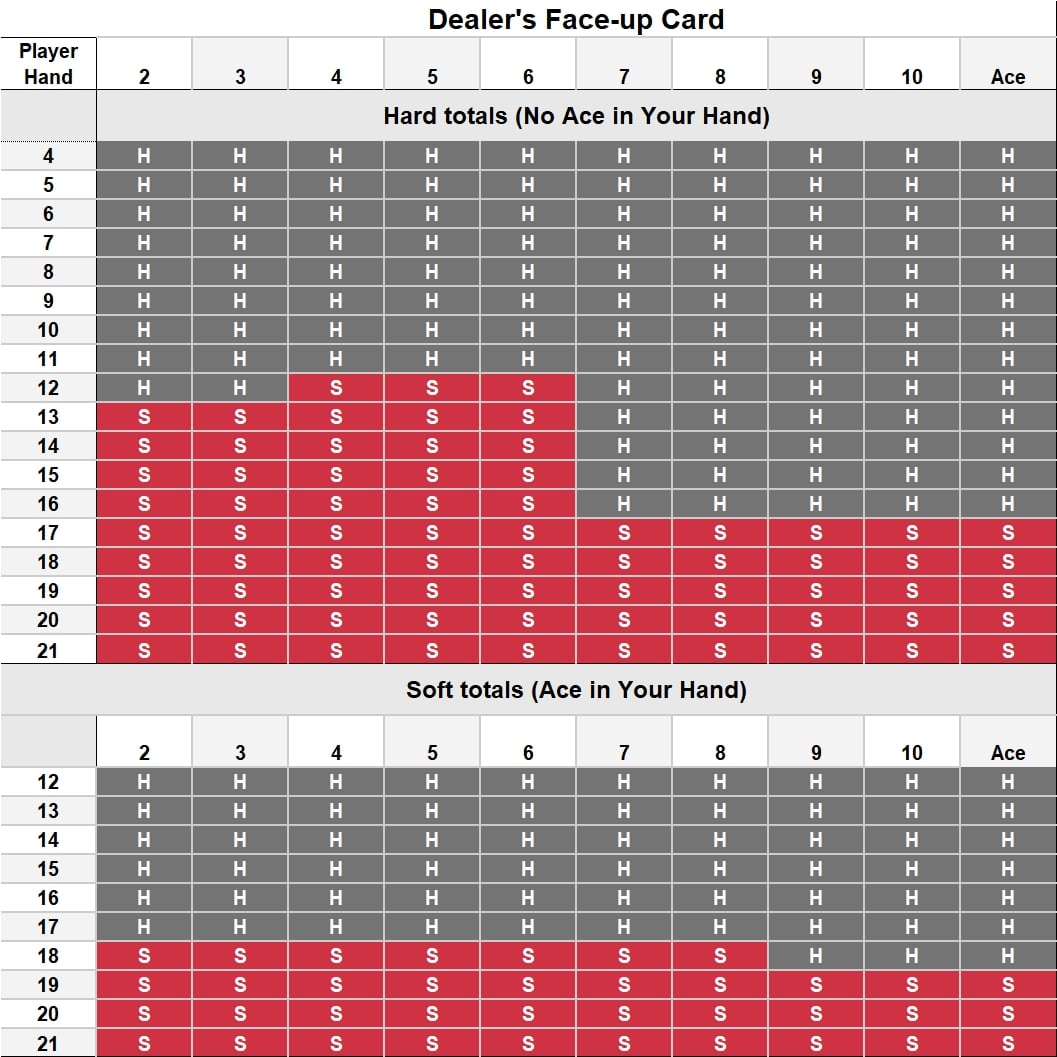 Dealer's Face-up Card
Player
Hand 2 3 4 5 6 7 8 9 10 Ace
Hard totals (No Ace in Your Hand)
4 H H H H H H H H H H
5 H H H H H H H H H H
6 H H H H H H H H H H
7 H H H H H H H H H H
8 H H H H H H H H H H
9 H H H H H H H H H H
10 H H H H H H H H H H
11 H H H H H H H H H H
12 H H S S S H H H H H
13 S S S S S H H H H H
14 S S S S S H H H H H
15 S S S S S H H H H H
16 S S S S S H H H H H
17 S S S S S S S S S S
18 S S S S S S S S S S
19 S S S S S S S S S S
20 S S S S S S S S S S
21 S S S S S S S S S S
Soft totals (Ace in Your Hand)
2 3 4 5 6 7 8 9 10 Ace
12 H H H H H H H H H H
13 H H H H H H H H H H
14 H H H H H H H H H H
15 H H H H H H H H H H
16 H H H H H H H H H H
17 H H H H H H H H H H
18 S S S S S S S H H H
19 S S S S S S S S S S
20 S S S S S S S S S S
21 S S S S S S S S S S